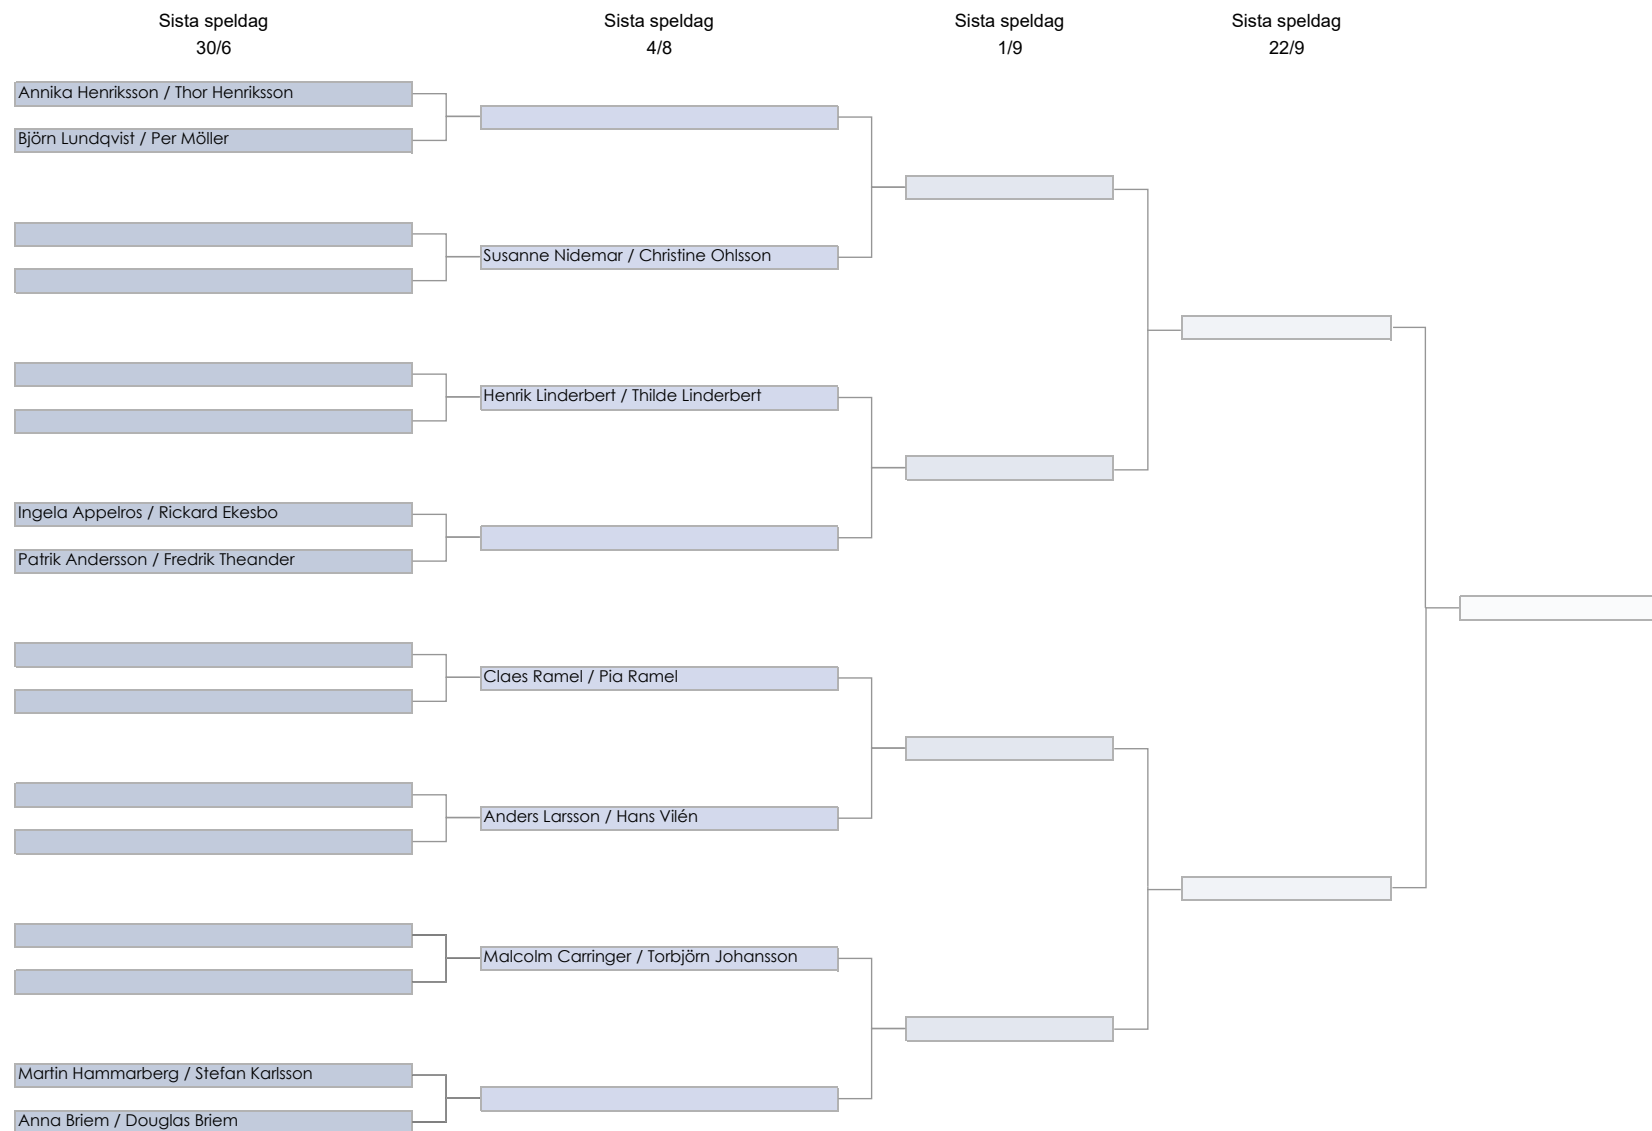 Sista speldag
30/6
Sista speldag
4/8
Sista speldag
1/9
Sista speldag
22/9
Annika Henriksson / Thor Henriksson
Björn Lundqvist / Per Möller
Susanne Nidemar / Christine Ohlsson
Henrik Linderbert / Thilde Linderbert
Ingela Appelros / Rickard Ekesbo
Patrik Andersson / Fredrik Theander
Claes Ramel / Pia Ramel
Anders Larsson / Hans Vilén
Malcolm Carringer / Torbjörn Johansson
Martin Hammarberg / Stefan Karlsson
Anna Briem / Douglas Briem